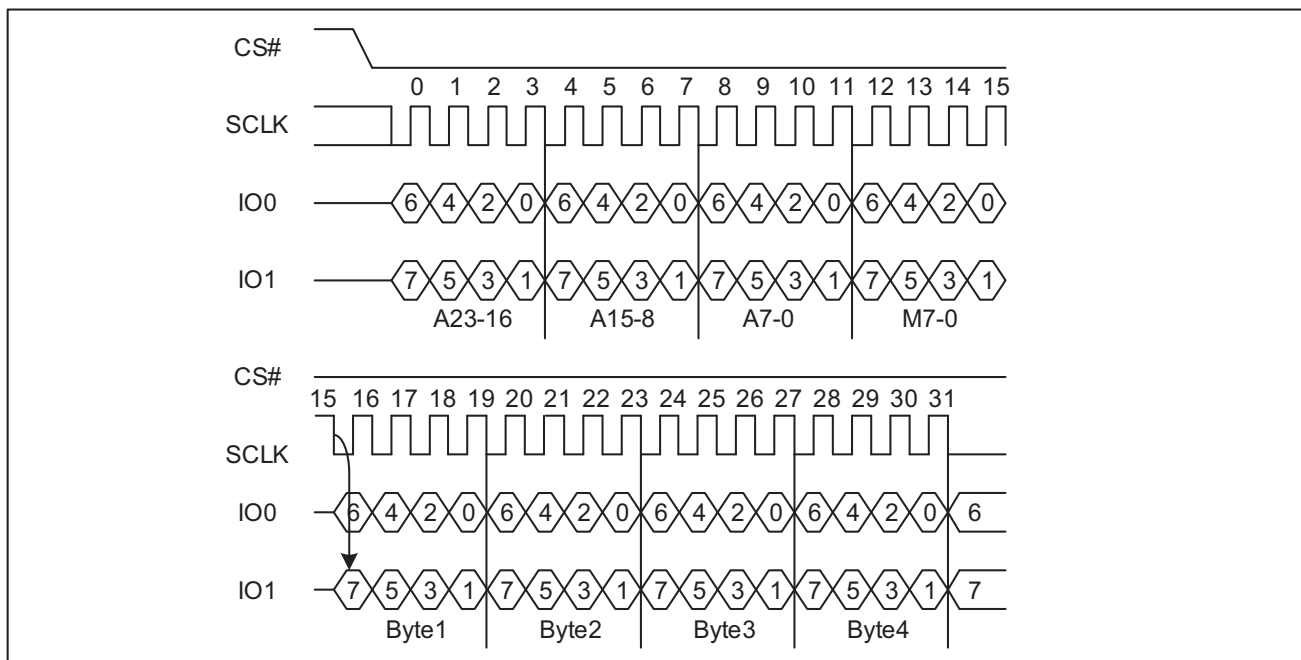 CS#
0 1 2 3 4 5 6 7 8 9 10 11 12 13 14 15
SCLK
IO0 6 4 2 0 6 4 2 0 6 4 2 0 6 4 2 0
IO1 7 5 3 1 7 5 3 1 7 5 3 1 7 5 3 1
A23-16 A15-8 A7-0 M7-0
CS#
15 16 17 18 19 20 21 22 23 24 25 26 27 28 29 30 31
SCLK
IO0 6 4 2 0 6 4 2 0 6 4 2 0 6 4 2 0 6
IO1 7 5 3 1 7 5 3 1 7 5 3 1 7 5 3 1 7
Byte1 Byte2 Byte3 Byte4